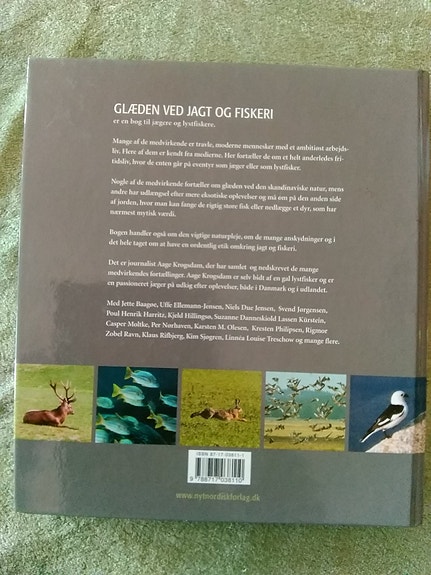 GLÆDEN VED JAGT OG FISKERI
er en bog til jægere og lystfiskere.
Mange af de medvirkende er travle, moderne mennesker med et ambitiøst arbejds-
liv. Flere af dem er kendt fra medierne. Her fortæller de om et helt anderledes fri-
tidsliv, hvor de enten går på eventyr som jæger eller som lystfisker.
Nogle af de medvirkende fortæller om glæden ved den skandinaviske natur, mens
andre har udlængsel efter mere eksotiske oplevelser og må om på den anden side
af jorden, hvor man kan fange de rigtig store fisk eller nedlægge et dyr, som har
nærmest mytisk værdi.
Bogen handler også om den vigtige naturpleje, om de mange anskydninger og i
det hele taget om at have en ordentlig etik omkring jagt og fiskeri.
Det er journalist Aage Krogsdam, der har samlet og nedskrevet de mange
medvirkendes fortællinger. Aage Krogsdam er selv bidt af en gal lystfisker og er
en passioneret jæger på udkig efter oplevelser, både i Danmark og i udlandet.
Med Jette Baagøe, Uffe Ellemann-Jensen, Niels Due Jensen, Svend Jørgensen,
Poul Henrik Harritz, Kjeld Hillingsø, Suzanne Danneskiold Lassen Kürstein,
Casper Moltke, Per Nørhaven, Karsten M. Olesen, Kresten Philipsen, Rigmor
Zobel Ravn, Klaus Rifbjerg, Kim Sjøgren, Linnéa Louise Treschow og mange flere.
ISBN 87-17-03811-1
9 788717 038110
www.nytnordiskforlag.dk